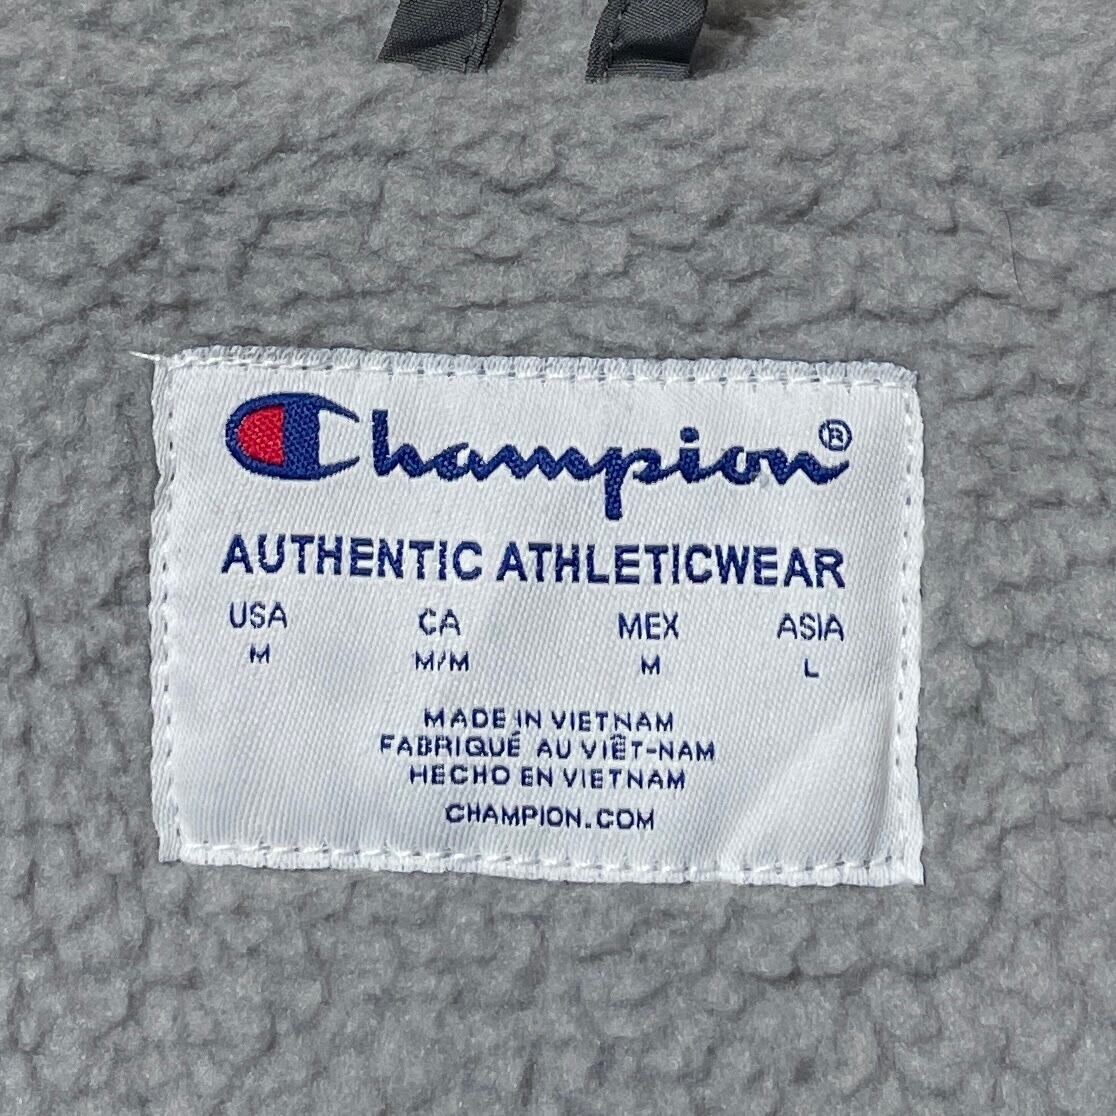 Champion®
AUTHENTIC ATHLETICWEAR
USA CA MEX ASIA
M M/M M L
MADE IN VIETNAM
FABRIQUÉ AU VIÊT-NAM
HECHO EN VIETNAM
CHAMPION.COM